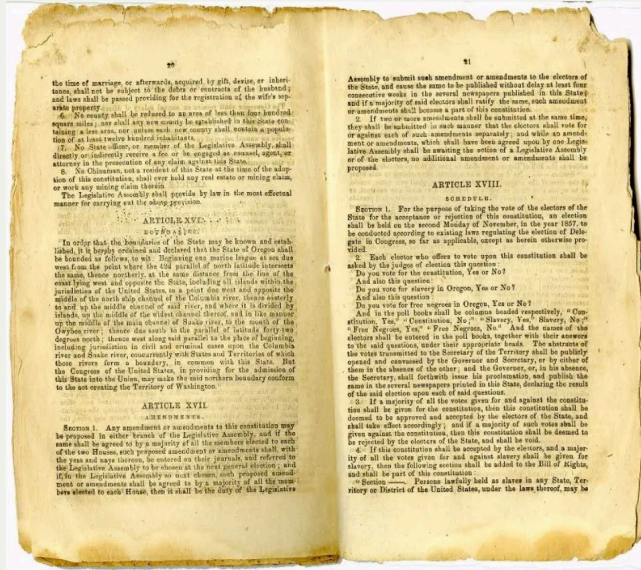 20
the time of marriage, or afterwards, acquired by gift, devise, or inheri-
tance, shall not be subject to the debts or contracts of the husband;
and laws shall be passed providing for the registration of the wife's sep-
arate property.
6. No county shall be reduced to an area of less than four hundred
square miles; nor shall any new county be established in this State con-
taining a less area, nor unless such new county shall contain a popula-
tion of at least twelve hundred inhabitants.
7. No State officer, or member of the Legislative Assembly, shall
directly or indirectly receive a fee or be engaged as counsel, agent, or
attorney in the prosecution of any claim against this State.
8. No Chinaman, not a resident of this State at the time of the adop-
tion of this constitution, shall ever hold any real estate or mining claim,
or work any mining claim therein.
The Legislative Assembly shall provide by law in the most effectual
manner for carrying out the above provision.
ARTICLE XVI.
BOUNDARIES.
In order that the boundaries of the State may be known and estab-
lished, it is hereby ordained and declared that the State of Oregon shall
be bounded as follows, to wit: Beginning one marine league at sea due
west from the point where the 42d parallel of north latitude intersects
the same, thence northerly, at the same distance from the line of the
coast lying west and opposite the State, including all islands within the
jurisdiction of the United States, to a point due west and opposite the
middle of the north ship channel of the Columbia river, thence easterly
to and up the middle channel of said river, and where it is divided by
islands, up the middle of the widest channel thereof, and in like manner
up the middle of the main channel of Snake river, to the mouth of the
Owyhee river; thence due south to the parallel of latitude forty-two
degrees north; thence west along said parallel to the place of beginning,
including jurisdiction in civil and criminal cases upon the Columbia
river and Snake river, concurrently with States and Territories of which
those rivers form a boundary, in common with this State. But
the Congress of the United States, in providing for the admission of
this State into the Union, may make the said northern boundary conform
to the act creating the Territory of Washington.
ARTICLE XVII.
AMENDMENTS.
SECTION 1. Any amendment or amendments to this constitution may
be proposed in either branch of the Legislative Assembly, and if the
same shall be agreed to by a majority of all the members elected to each
of the two Houses, such proposed amendment or amendments shall, with
the yeas and nays thereon, be entered on their journals, and referred to
the Legislative Assembly to be chosen at the next general election; and
if, in the Legislative Assembly so next chosen, such proposed amend-
ment or amendments shall be agreed to by a majority of all the mem
bers elected to each House, then it shall be the duty of the Legislative
21
Assembly to submit such amendment or amendments to the electors of
the State, and cause the same to be published without delay at least four
consecutive weeks in the several newspapers published in this State;
and if a majority of said electors shall ratify the same, such amendment
or amendments shall become a part of this constitution.
2. If two or more amendments shall be submitted at the same time,
they shall be submitted in such manner that the electors shall vote for
or against each of such amendments separately; and while an amend-
ment or amendments, which shall have been agreed upon by one Legis-
lative Assembly shall be awaiting the action of a Legislative Assembly
or of the electors, no additional amendment or amendments shall be
proposed.
ARTICLE XVIII.
SCHEDULE.
SECTION 1. For the purpose of taking the vote of the electors of the
State for the acceptance or rejection of this constitution, an election
shall be held on the second Monday of November, in the year 1857, to
be conducted according to existing laws regulating the election of Dele-
gate in Congress, so far as applicable, except as herein otherwise pro-
vided.
2. Each elector who offers to vote upon this constitution shall be
asked by the judges of election this question:
Do you vote for the constitution, Yes or No?
And also this question:
Do you vote for slavery in Oregon, Yes or No?
And also this question:
Do you vote for free negroes in Oregon, Yes or No?
And in the poll books shall be columns headed respectively, "Con-
stitution, Yes," "Constitution, No," "Slavery, Yes," Slavery, No;"
"Free Negroes, Yes," "Free Negroes, No." And the names of the
electors shall be entered in the poll books, together with their answers
to the said questions, under their appropriate heads. The abstracts of
the votes transmitted to the Secretary of the Territory shall be publicly
opened and canvassed by the Governor and Secretary, or by either of
them in the absence of the other; and the Governor, or, in his absence,
the Secretary, shall forthwith issue his proclamation, and publish the
same in the several newspapers printed in this State, declaring the result
of the said election upon each of said questions.
3. If a majority of all the votes given for and against the constitu-
tion shall be given for the constitution, then this constitution shall be
deemed to be approved and accepted by the electors of the State, and
shall take effect accordingly; and if a majority of such votes shall be
given against the constitution, then this constitution shall be deemed to
be rejected by the electors of the State, and shall be void.
4. If this constitution shall be accepted by the electors, and a major-
ity of all the votes given for and against slavery shall be given for
slavery, then the following section shall be added to the Bill of Rights,
and shall be part of this constitution:
"Section ——. Persons lawfully held as slaves in any State, Ter-
ritory or District of the United States, under the laws thereof, may be